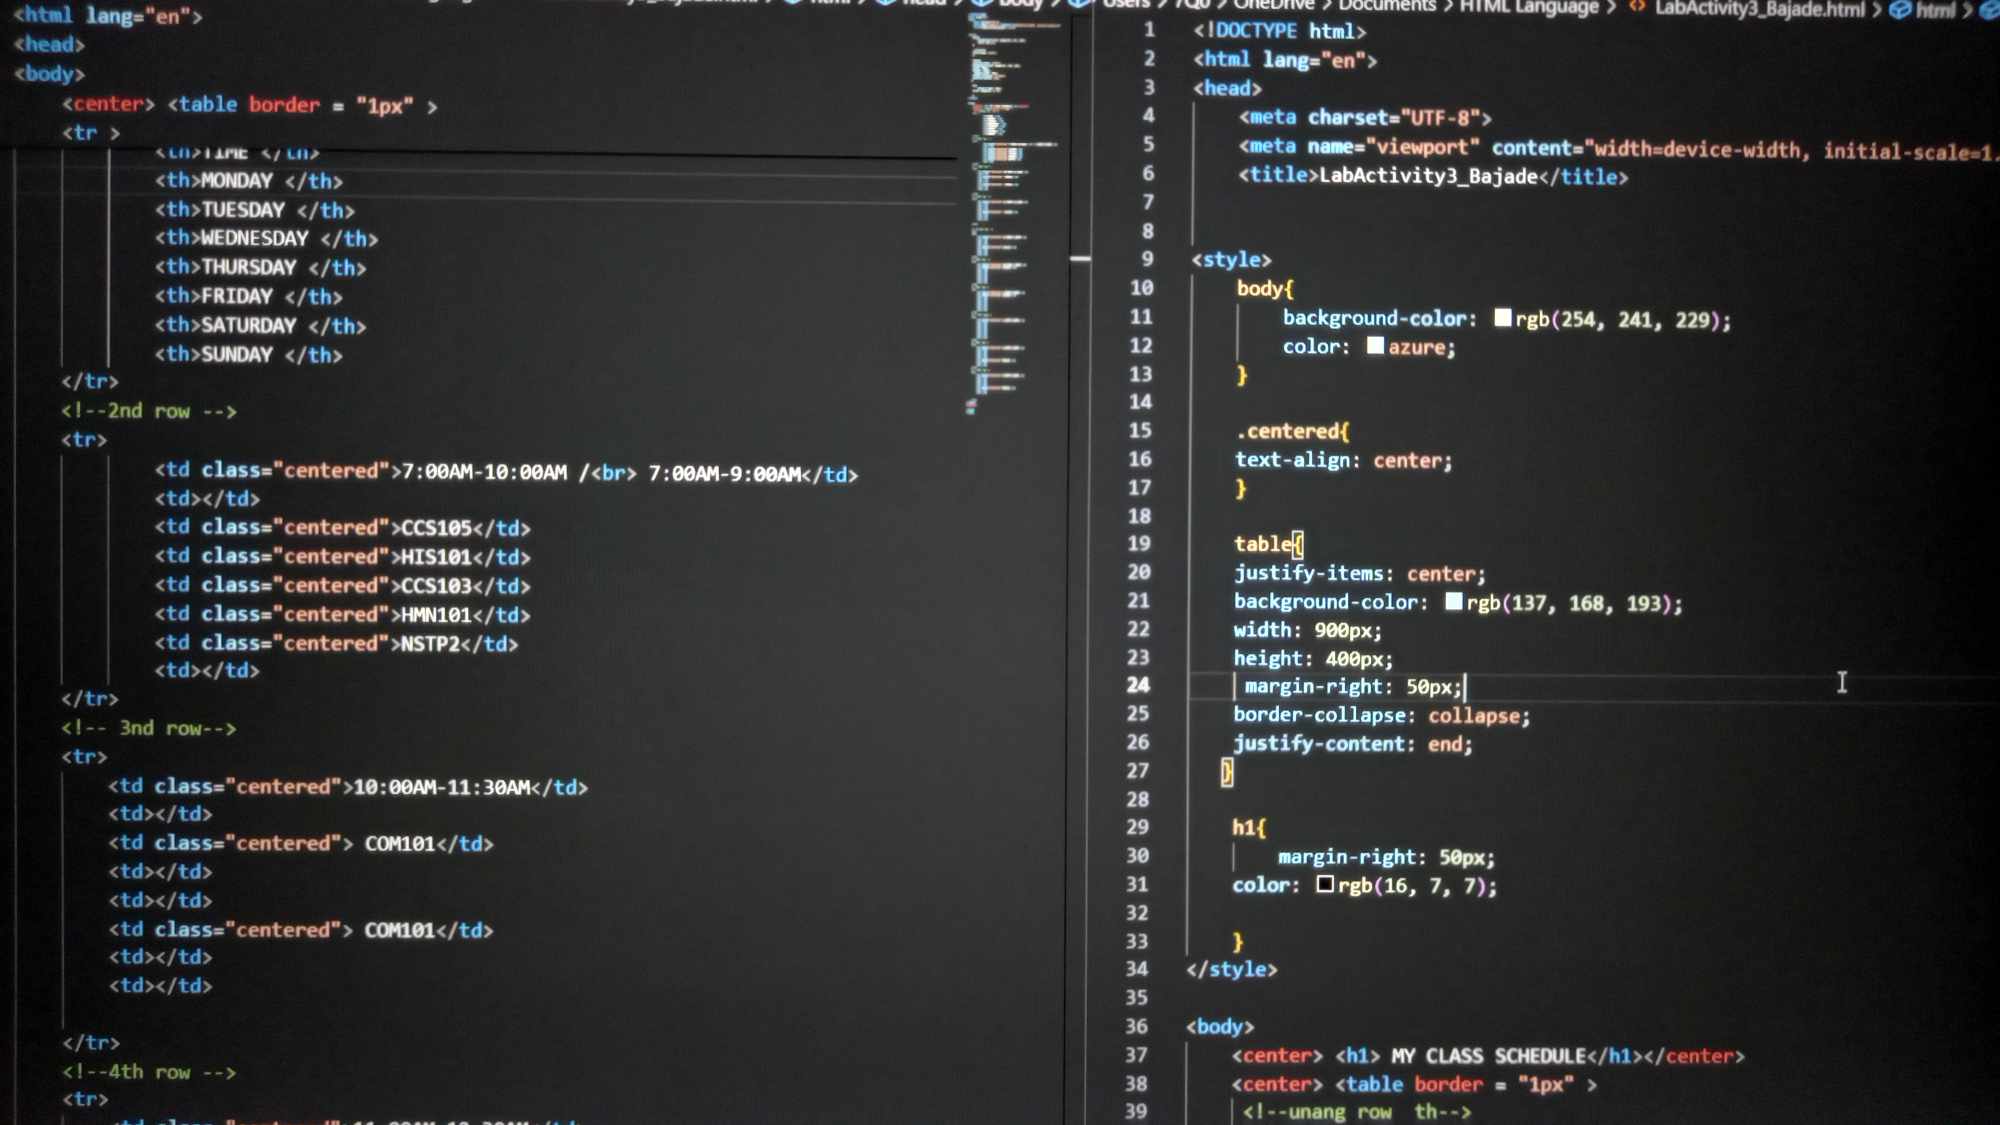 <html lang="en">
<head>
<body>
<center> <table border = "1px" >
<tr >
<th>TIME </th>
<th>MONDAY </th>
<th>TUESDAY </th>
<th>WEDNESDAY </th>
<th>THURSDAY </th>
<th>FRIDAY </th>
<th>SATURDAY </th>
<th>SUNDAY </th>
</tr>
<!--2nd row -->
<tr>
<td class="centered">7:00AM-10:00AM /<br> 7:00AM-9:00AM</td>
<td></td>
<td class="centered">CCS105</td>
<td class="centered">HIS101</td>
<td class="centered">CCS103</td>
<td class="centered">HMN101</td>
<td class="centered">NSTP2</td>
<td></td>
</tr>
<!-- 3nd row-->
<tr>
<td class="centered">10:00AM-11:30AM</td>
<td></td>
<td class="centered"> COM101</td>
<td></td>
<td></td>
<td class="centered"> COM101</td>
<td></td>
<td></td>
</tr>
<!--4th row -->
<tr>
Users > 7Q0 > OneDrive > Documents > HTML Language > <> LabActivity3_Bajade.html > html >
1 <!DOCTYPE html>
2 <html lang="en">
3 <head>
4 <meta charset="UTF-8">
5 <meta name="viewport" content="width=device-width, initial-scale=1.
6 <title>LabActivity3_Bajade</title>
7
8
9 <style>
10 body{
11 background-color: rgb(254, 241, 229);
12 color: azure;
13 }
14
15 .centered{
16 text-align: center;
17 }
18
19 table{
20 justify-items: center;
21 background-color: rgb(137, 168, 193);
22 width: 900px;
23 height: 400px;
24 margin-right: 50px;
25 border-collapse: collapse;
26 justify-content: end;
27 }
28
29 h1{
30 margin-right: 50px;
31 color: rgb(16, 7, 7);
32
33 }
34 </style>
35
36 <body>
37 <center> <h1> MY CLASS SCHEDULE</h1></center>
38 <center> <table border = "1px" >
39 <!--unang row  th-->